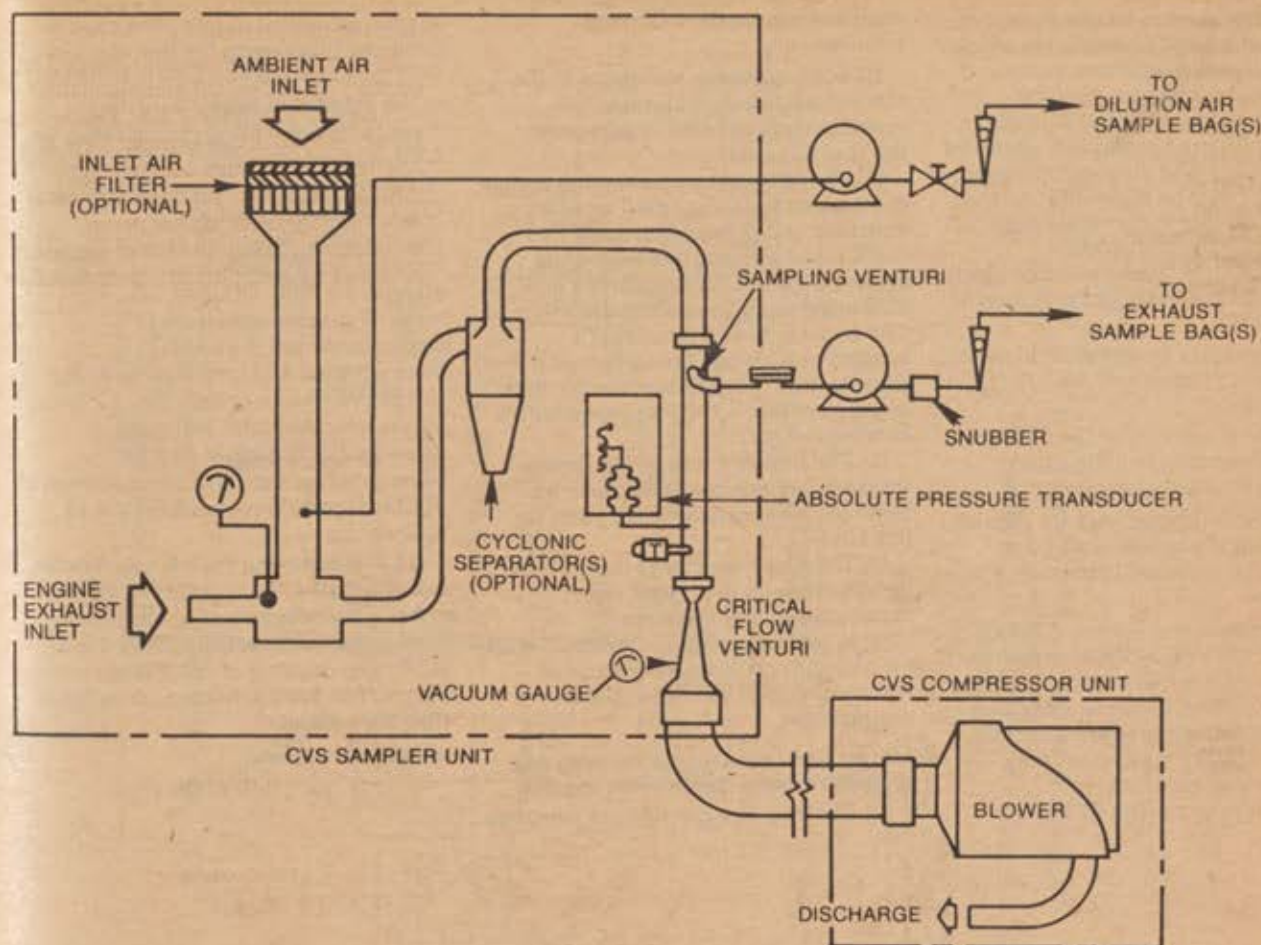 AMBIENT AIR
INLET
INLET AIR
FILTER
(OPTIONAL)
TO
DILUTION AIR
SAMPLE BAG(S)
SAMPLING VENTURI
TO
EXHAUST
SAMPLE BAG(S)
SNUBBER
ABSOLUTE PRESSURE TRANSDUCER
CYCLONIC
SEPARATOR(S)
(OPTIONAL)
ENGINE
EXHAUST
INLET
CRITICAL
FLOW
VENTURI
VACUUM GAUGE
CVS SAMPLER UNIT
CVS COMPRESSOR UNIT
BLOWER
DISCHARGE